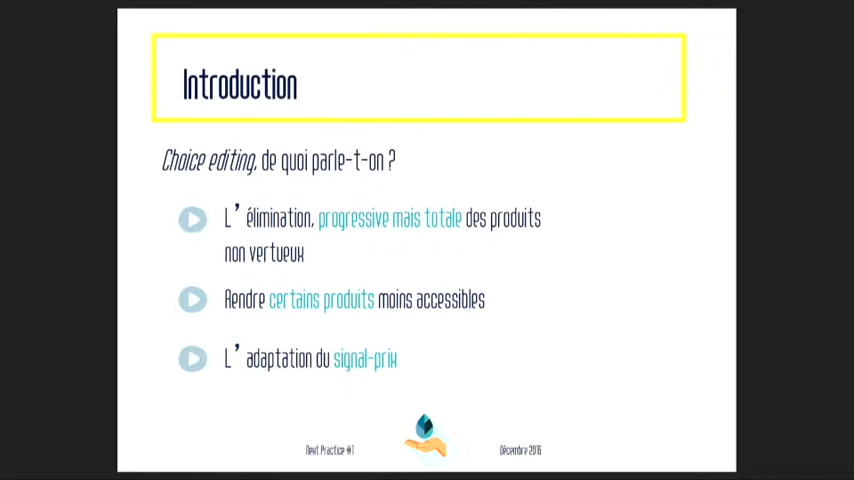 Introduction
Choice editing, de quoi parle-t-on ?
L’ élimination, progressive mais totale des produits
non vertueux
Rendre certains produits moins accessibles
L’ adaptation du signal-prix
Next Practice #1
Décembre 2016